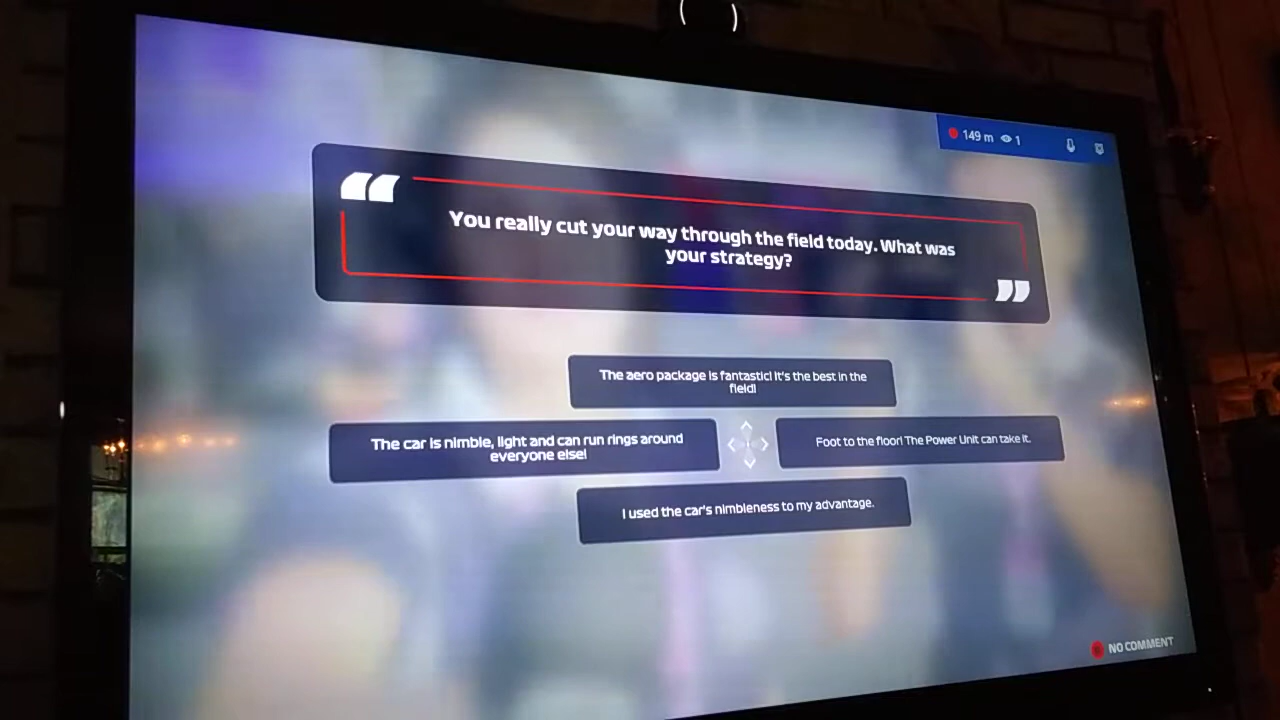 149 m 1
You really cut your way through the field today. What was
your strategy?
The aero package is fantastic! It's the best in the
field!
The car is nimble, light and can run rings around
everyone else!
Foot to the floor! The Power Unit can take it.
I used the car's nimbleness to my advantage.
NO COMMENT